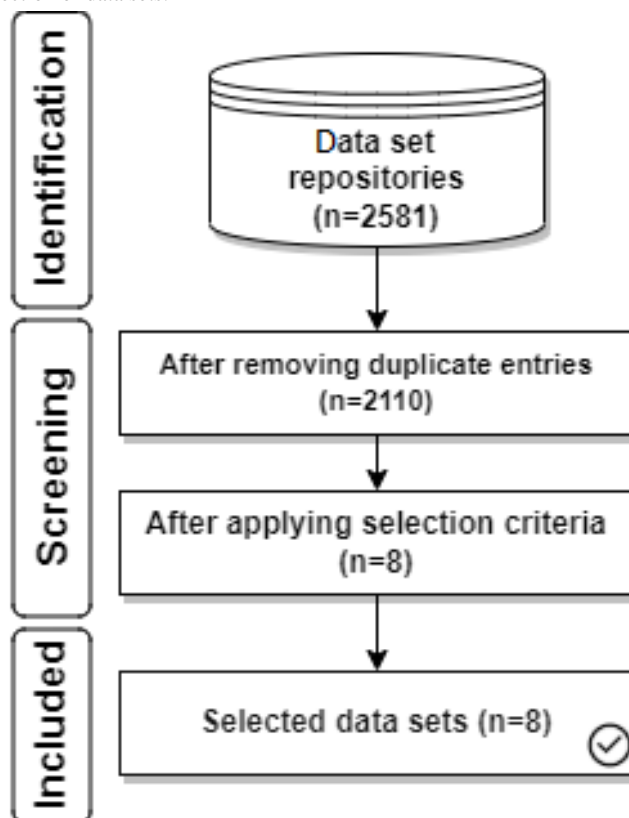 Identification
Data set
repositories
(n=2581)
Screening
After removing duplicate entries
(n=2110)
After applying selection criteria
(n=8)
Included
Selected data sets (n=8)